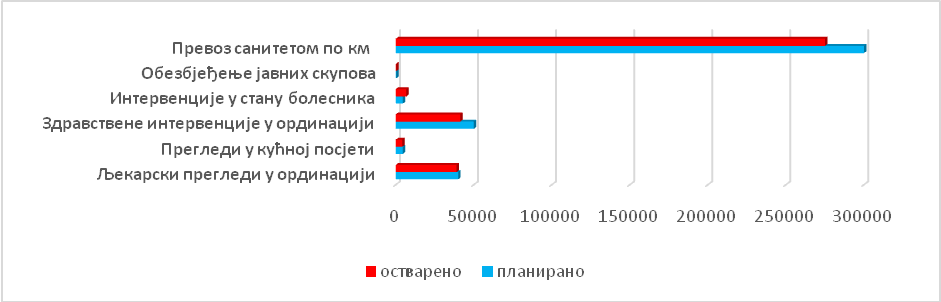 Превоз санитетом по км
Обезбјеђење јавних скупова
Интервенције у стану болесника
Здравствене интервенције у ординацији
Прегледи у кућној посјети
Љекарски прегледи у ординацији
0 50000 100000 150000 200000 250000 300000
остварено планирано